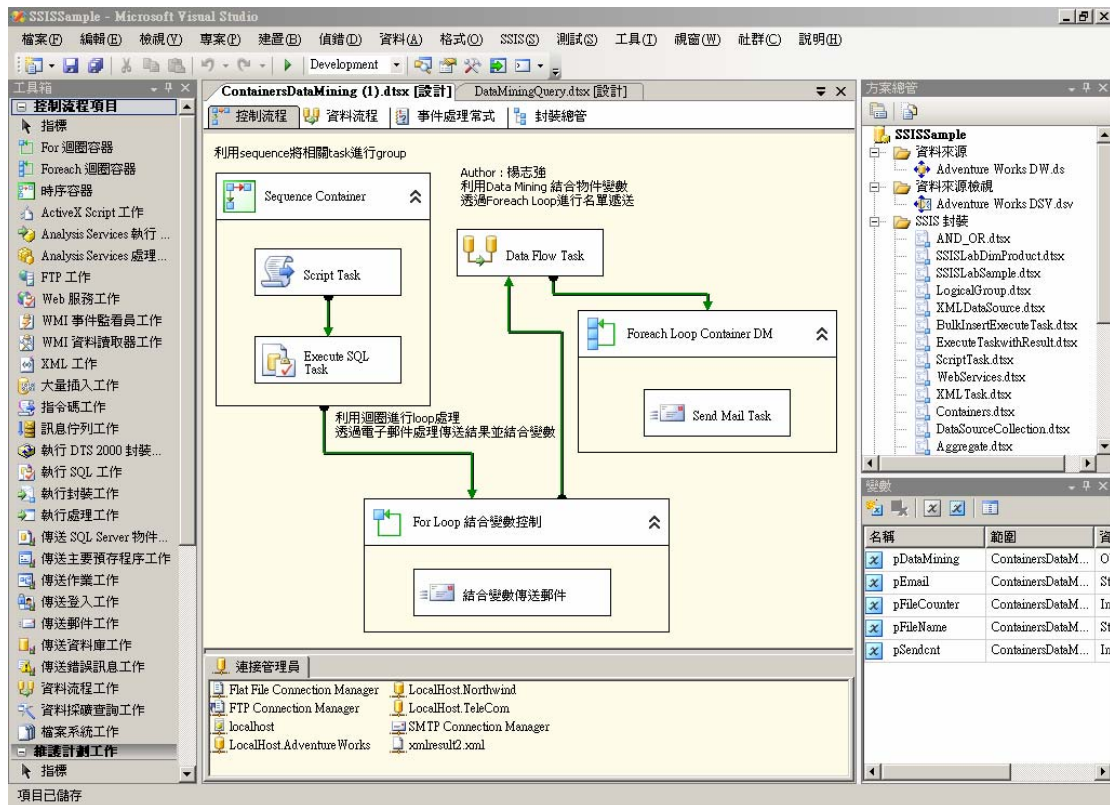 SSISSample - Microsoft Visual Studio
檔案(F) 編輯(E) 檢視(V) 專案(P) 建置(B) 偵錯(D) 資料(A) 格式(O) SSIS(S) 測試(S) 工具(T) 視窗(W) 社群(C) 說明(H)
Development
工具箱
控制流程項目
指標
For 迴圈容器
Foreach 迴圈容器
時序容器
ActiveX Script 工作
Analysis Services 執行 ...
Analysis Services 處理...
FTP 工作
Web 服務工作
WMI 事件監看員工作
WMI 資料讀取器工作
XML 工作
大量插入工作
指令碼工作
訊息佇列工作
執行 DTS 2000 封裝...
執行 SQL 工作
執行封裝工作
執行處理工作
傳送 SQL Server 物件...
傳送主要預存程序工作
傳送作業工作
傳送登入工作
傳送郵件工作
傳送資料庫工作
傳送錯誤訊息工作
資料流程工作
資料採礦查詢工作
檔案系統工作
維護計劃工作
指標
ContainersDataMining (1).dtsx [設計] DataMiningQuery.dtsx [設計]
控制流程 資料流程 事件處理常式 封裝總管
利用sequence將相關task進行group
Sequence Container
Script Task
Execute SQL
Task
Author : 楊志強
利用Data Mining 結合物件變數
透過Foreach Loop進行名單遞送
Data Flow Task
Foreach Loop Container DM
Send Mail Task
利用迴圈進行loop處理
透過電子郵件處理傳送結果並結合變數
For Loop 結合變數控制
結合變數傳送郵件
連接管理員
Flat File Connection Manager LocalHost.Northwind
FTP Connection Manager LocalHost.TeleCom
localhost SMTP Connection Manager
LocalHost.AdventureWorks xmlresult2.xml
方案總管
SSISSample
資料來源
Adventure Works DW.ds
資料來源檢視
Adventure Works DSV.dsv
SSIS 封裝
AND_OR.dtsx
SSISLabDimProduct.dtsx
SSISLabSample.dtsx
LogicalGroup.dtsx
XMLDataSource.dtsx
BulkInsertExecuteTask.dtsx
ExecuteTaskwithResult.dtsx
ScriptTask.dtsx
WebServices.dtsx
XMLTask.dtsx
Containers.dtsx
DataSourceCollection.dtsx
Aggregate.dtsx
變數
名稱 範圍 資
pDataMining ContainersDataM... O
pEmail ContainersDataM... St
pFileCounter ContainersDataM... In
pFileName ContainersDataM... St
pSendcnt ContainersDataM... In
項目已儲存